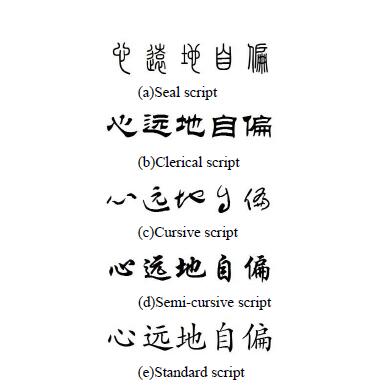 心遠地自偏
(a)Seal script
心远地自偏
(b)Clerical script
心远地自偏
(c)Cursive script
心远地自偏
(d)Semi-cursive script
心远地自偏
(e)Standard script